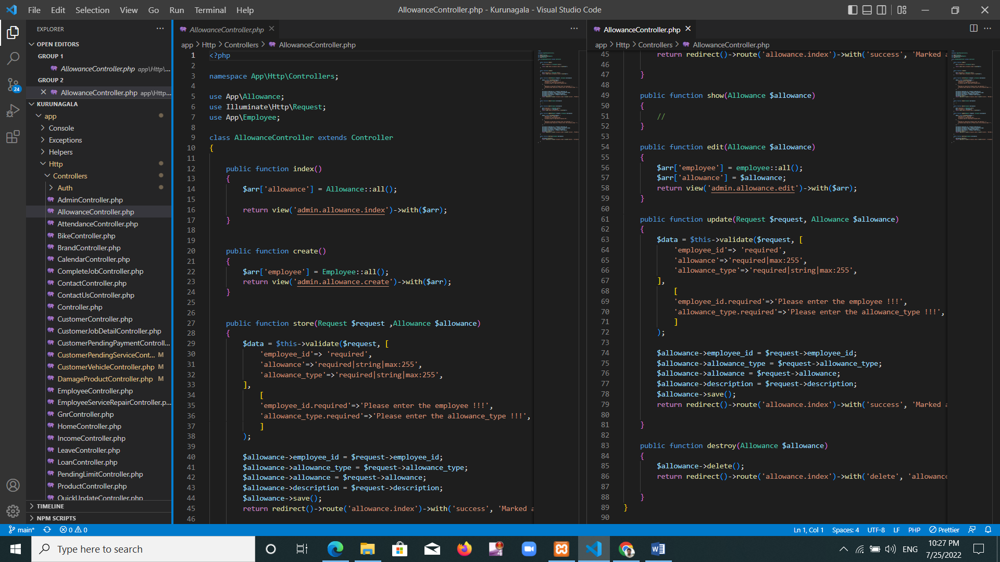 File Edit Selection View Go Run Terminal Help
AllowanceController.php - Kurunagala - Visual Studio Code
EXPLORER
OPEN EDITORS
GROUP 1
AllowanceController.php app\Http\...
GROUP 2
AllowanceController.php app\Http...
KURUNAGALA
app
Console
Exceptions
Helpers
Http
Controllers
Auth
AdminController.php
AllowanceController.php
AttendanceController.php
BikeController.php
BrandController.php
CalendarController.php
CompleteJobController.php
ContactController.php
ContactUsController.php
Controller.php
CustomerController.php
CustomerJobDetailController.php
CustomerPendingPaymentControll...
CustomerPendingServiceCont... M
CustomerVehicleController.php M
DamageProductController.php M
EmployeeController.php
EmployeeServiceRepairController.p...
GnrController.php
HomeController.php
IncomeController.php
LeaveController.php
LoanController.php
PendingLimitController.php
ProductController.php
QuickUpdateController.php
TIMELINE
NPM SCRIPTS
24
AllowanceController.php
app > Http > Controllers > AllowanceController.php
1 <?php
2
3 namespace App\Http\Controllers;
4
5 use App\Allowance;
6 use Illuminate\Http\Request;
7 use App\Employee;
8
9 class AllowanceController extends Controller
10 {
11
12 public function index()
13 {
14 $arr['allowance'] = Allowance::all();
15
16 return view('admin.allowance.index')->with($arr);
17 }
18
19
20 public function create()
21 {
22 $arr['employee'] = Employee::all();
23 return view('admin.allowance.create')->with($arr);
24 }
25
26
27 public function store(Request $request ,Allowance $allowance)
28 {
29 $data = $this->validate($request, [
30 'employee_id'=> 'required',
31 'allowance'=>'required|string|max:255',
32 'allowance_type'=>'required|string|max:255',
33 ],
34 [
35 'employee_id.required'=>'Please enter the employee !!!',
36 'allowance_type.required'=>'Please enter the allowance_type !!!',
37 ]
38 );
39
40 $allowance->employee_id = $request->employee_id;
41 $allowance->allowance_type = $request->allowance_type;
42 $allowance->allowance = $request->allowance;
43 $allowance->description = $request->description;
44 $allowance->save();
45 return redirect()->route('allowance.index')->with('success', 'Marked a
46
AllowanceController.php
app > Http > Controllers > AllowanceController.php
45 return redirect()->route('allowance.index')->with('success', 'Marked a
46
47 }
48
49 public function show(Allowance $allowance)
50 {
51 //
52 }
53
54 public function edit(Allowance $allowance)
55 {
56 $arr['employee'] = employee::all();
57 $arr['allowance'] = $allowance;
58 return view('admin.allowance.edit')->with($arr);
59 }
60
61 public function update(Request $request, Allowance $allowance)
62 {
63 $data = $this->validate($request, [
64 'employee_id'=> 'required',
65 'allowance'=>'required|max:255',
66 'allowance_type'=>'required|string|max:255',
67 ],
68 [
69 'employee_id.required'=>'Please enter the employee !!!',
70 'allowance_type.required'=>'Please enter the allowance_type !!!',
71 ]
72 );
73
74 $allowance->employee_id = $request->employee_id;
75 $allowance->allowance_type = $request->allowance_type;
76 $allowance->allowance = $request->allowance;
77 $allowance->description = $request->description;
78 $allowance->save();
79 return redirect()->route('allowance.index')->with('success', 'Marked a
80
81 }
82
83 public function destroy(Allowance $allowance)
84 {
85 $allowance->delete();
86 return redirect()->route('allowance.index')->with('delete', 'allowance
87
88 }
89 }
90
main* 0 0 Ln 1, Col 1 Spaces: 4 UTF-8 LF PHP Prettier
Type here to search
4
ENG
10:27 PM
7/25/2022